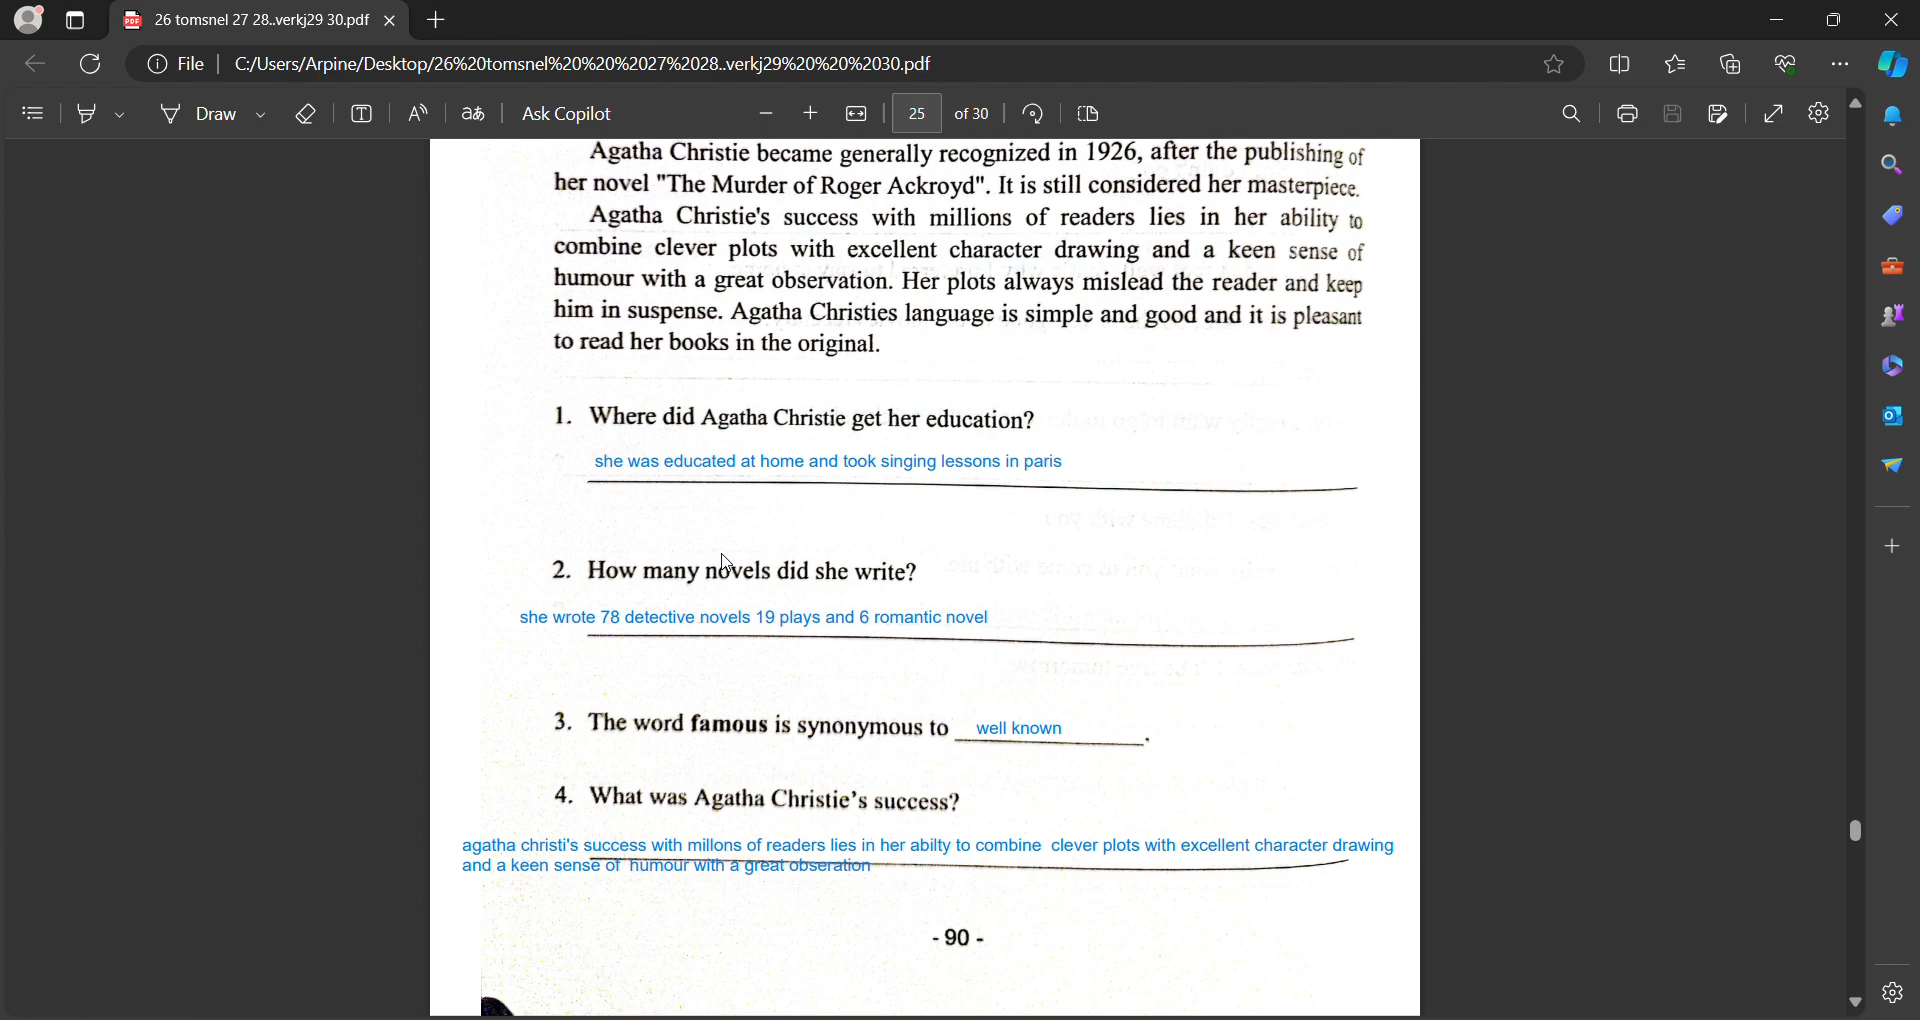 26 tomsnel 27 28..verkj29 30.pdf
File
C:/Users/Arpine/Desktop/26%20tomsnel%20%20%2027%2028..verkj29%20%20%2030.pdf
Draw
aあ
Ask Copilot
25 of 30
Agatha Christie became generally recognized in 1926, after the publishing of
her novel "The Murder of Roger Ackroyd". It is still considered her masterpiece.
Agatha Christie's success with millions of readers lies in her ability to
combine clever plots with excellent character drawing and a keen sense of
humour with a great observation. Her plots always mislead the reader and keep
him in suspense. Agatha Christies language is simple and good and it is pleasant
to read her books in the original.
1. Where did Agatha Christie get her education?
she was educated at home and took singing lessons in paris
2. How many novels did she write?
she wrote 78 detective novels 19 plays and 6 romantic novel
3. The word famous is synonymous to well known .
4. What was Agatha Christie's success?
agatha christi's success with millons of readers lies in her abilty to combine clever plots with excellent character drawing
and a keen sense of humour with a great obseration
- 90 -